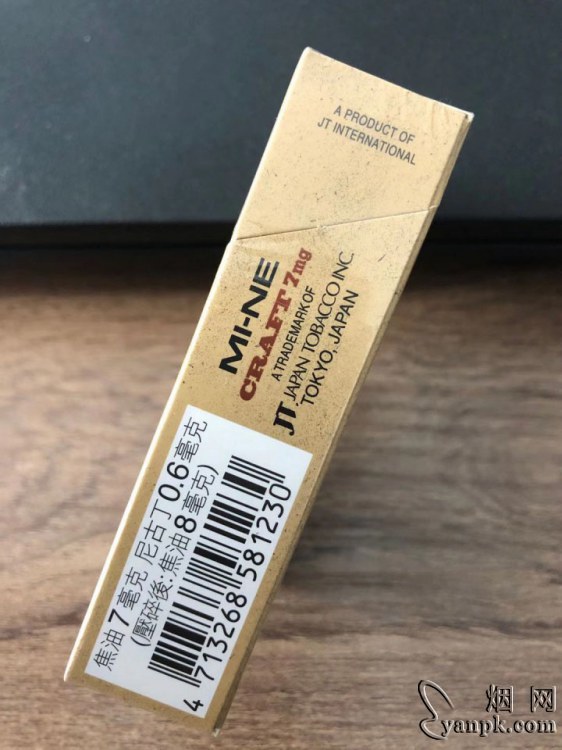 A PRODUCT OF
JT INTERNATIONAL
MI-NE
CRAFT 7mg
A TRADEMARK OF
JT JAPAN TOBACCO INC.
TOKYO, JAPAN
焦油7毫克 尼古丁0.6毫克
(壓碎後:焦油8毫克)
4 713268 581230
烟网
yanpk.com